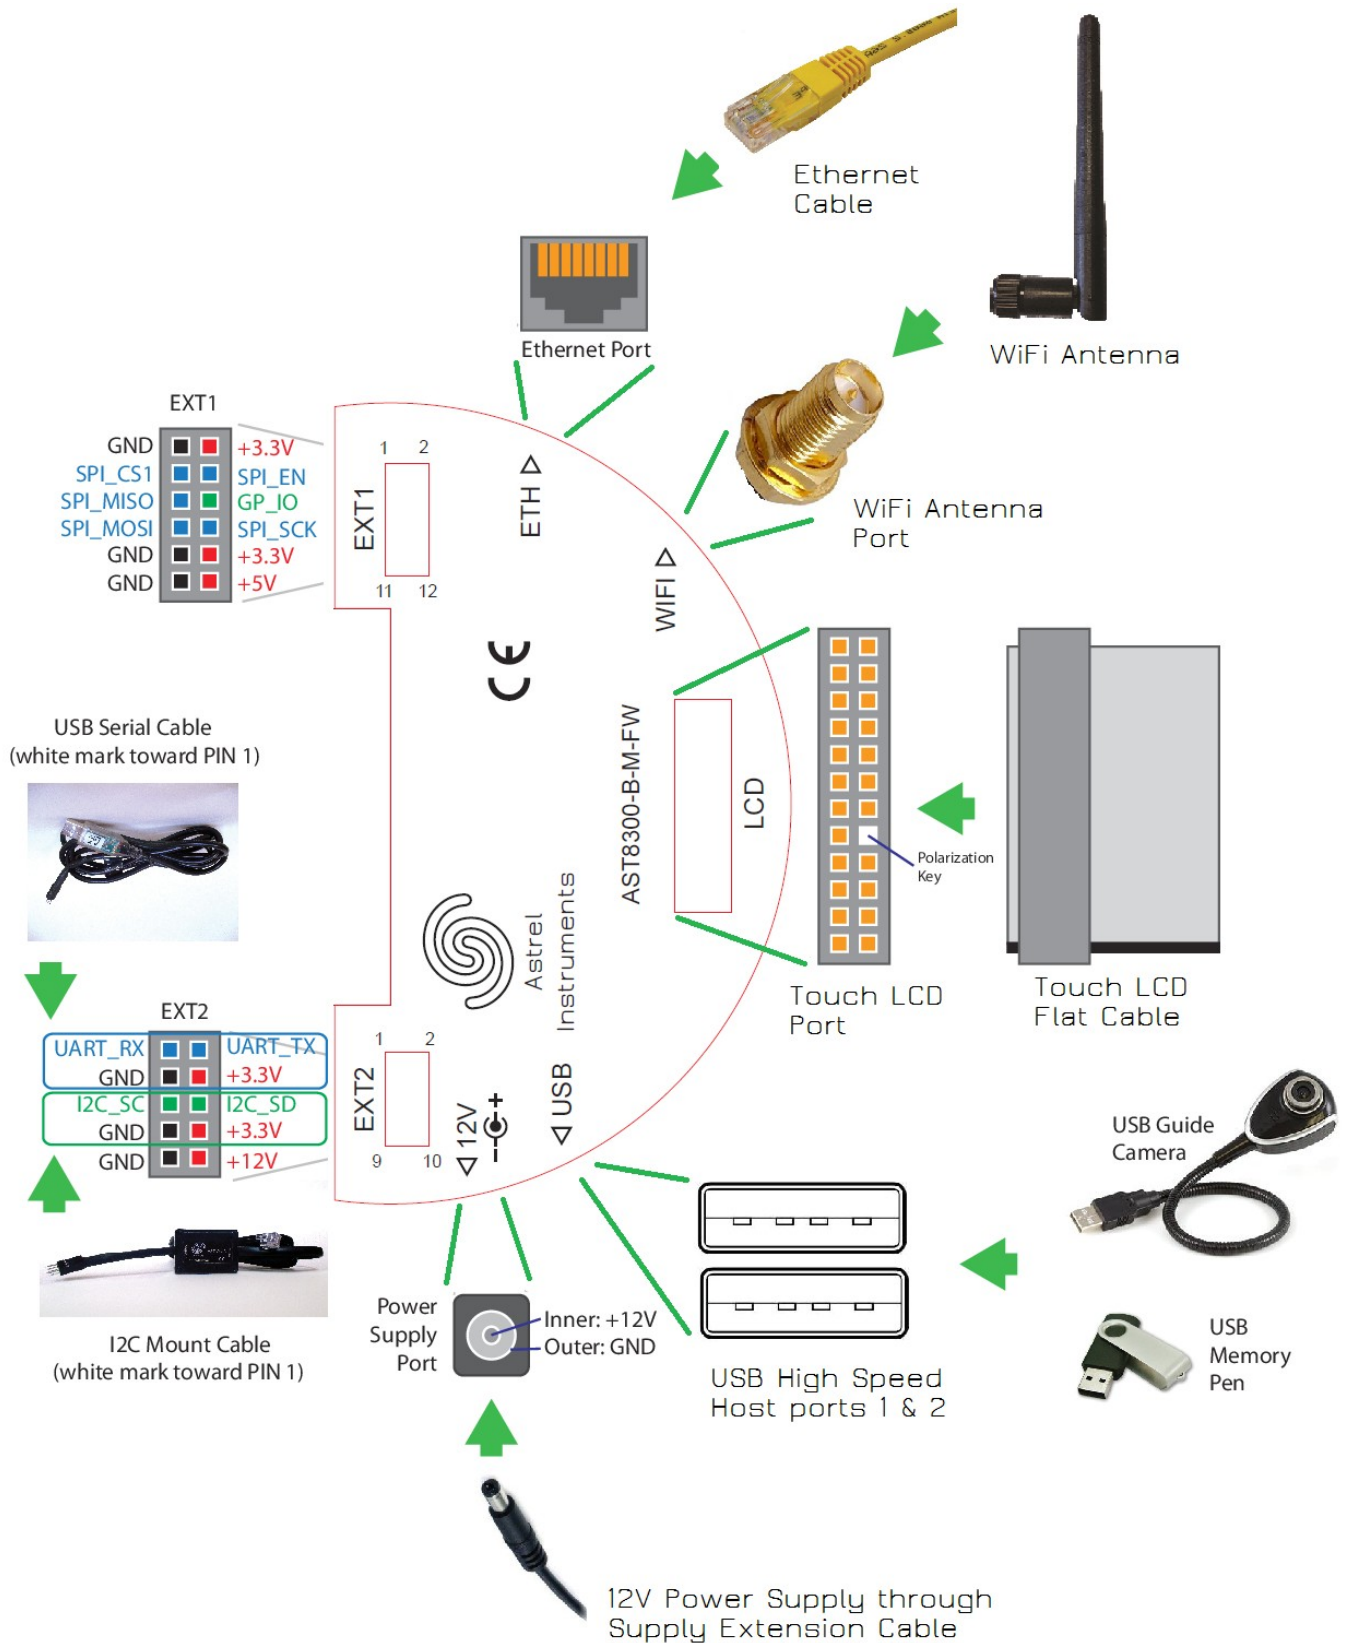 Ethernet
Cable
Ethernet Port
WiFi Antenna
EXT1
GND +3.3V
SPI_CS1 SPI_EN
SPI_MISO GP_IO
SPI_MOSI SPI_SCK
GND +3.3V
GND +5V
1 2
EXT1
11 12
ETH
WiFi Antenna
Port
WIFI
CE
AST8300-B-M-FW
LCD
Polarization
Key
Touch LCD
Port
Touch LCD
Flat Cable
USB Serial Cable
(white mark toward PIN 1)
Astrel
Instruments
EXT2
UART_RX UART_TX
GND +3.3V
I2C_SC I2C_SD
GND +3.3V
GND +12V
1 2
EXT2
9 10
12V
- +
USB
USB Guide
Camera
I2C Mount Cable
(white mark toward PIN 1)
Power
Supply
Port
Inner: +12V
Outer: GND
USB High Speed
Host ports 1 & 2
USB
Memory
Pen
12V Power Supply through
Supply Extension Cable